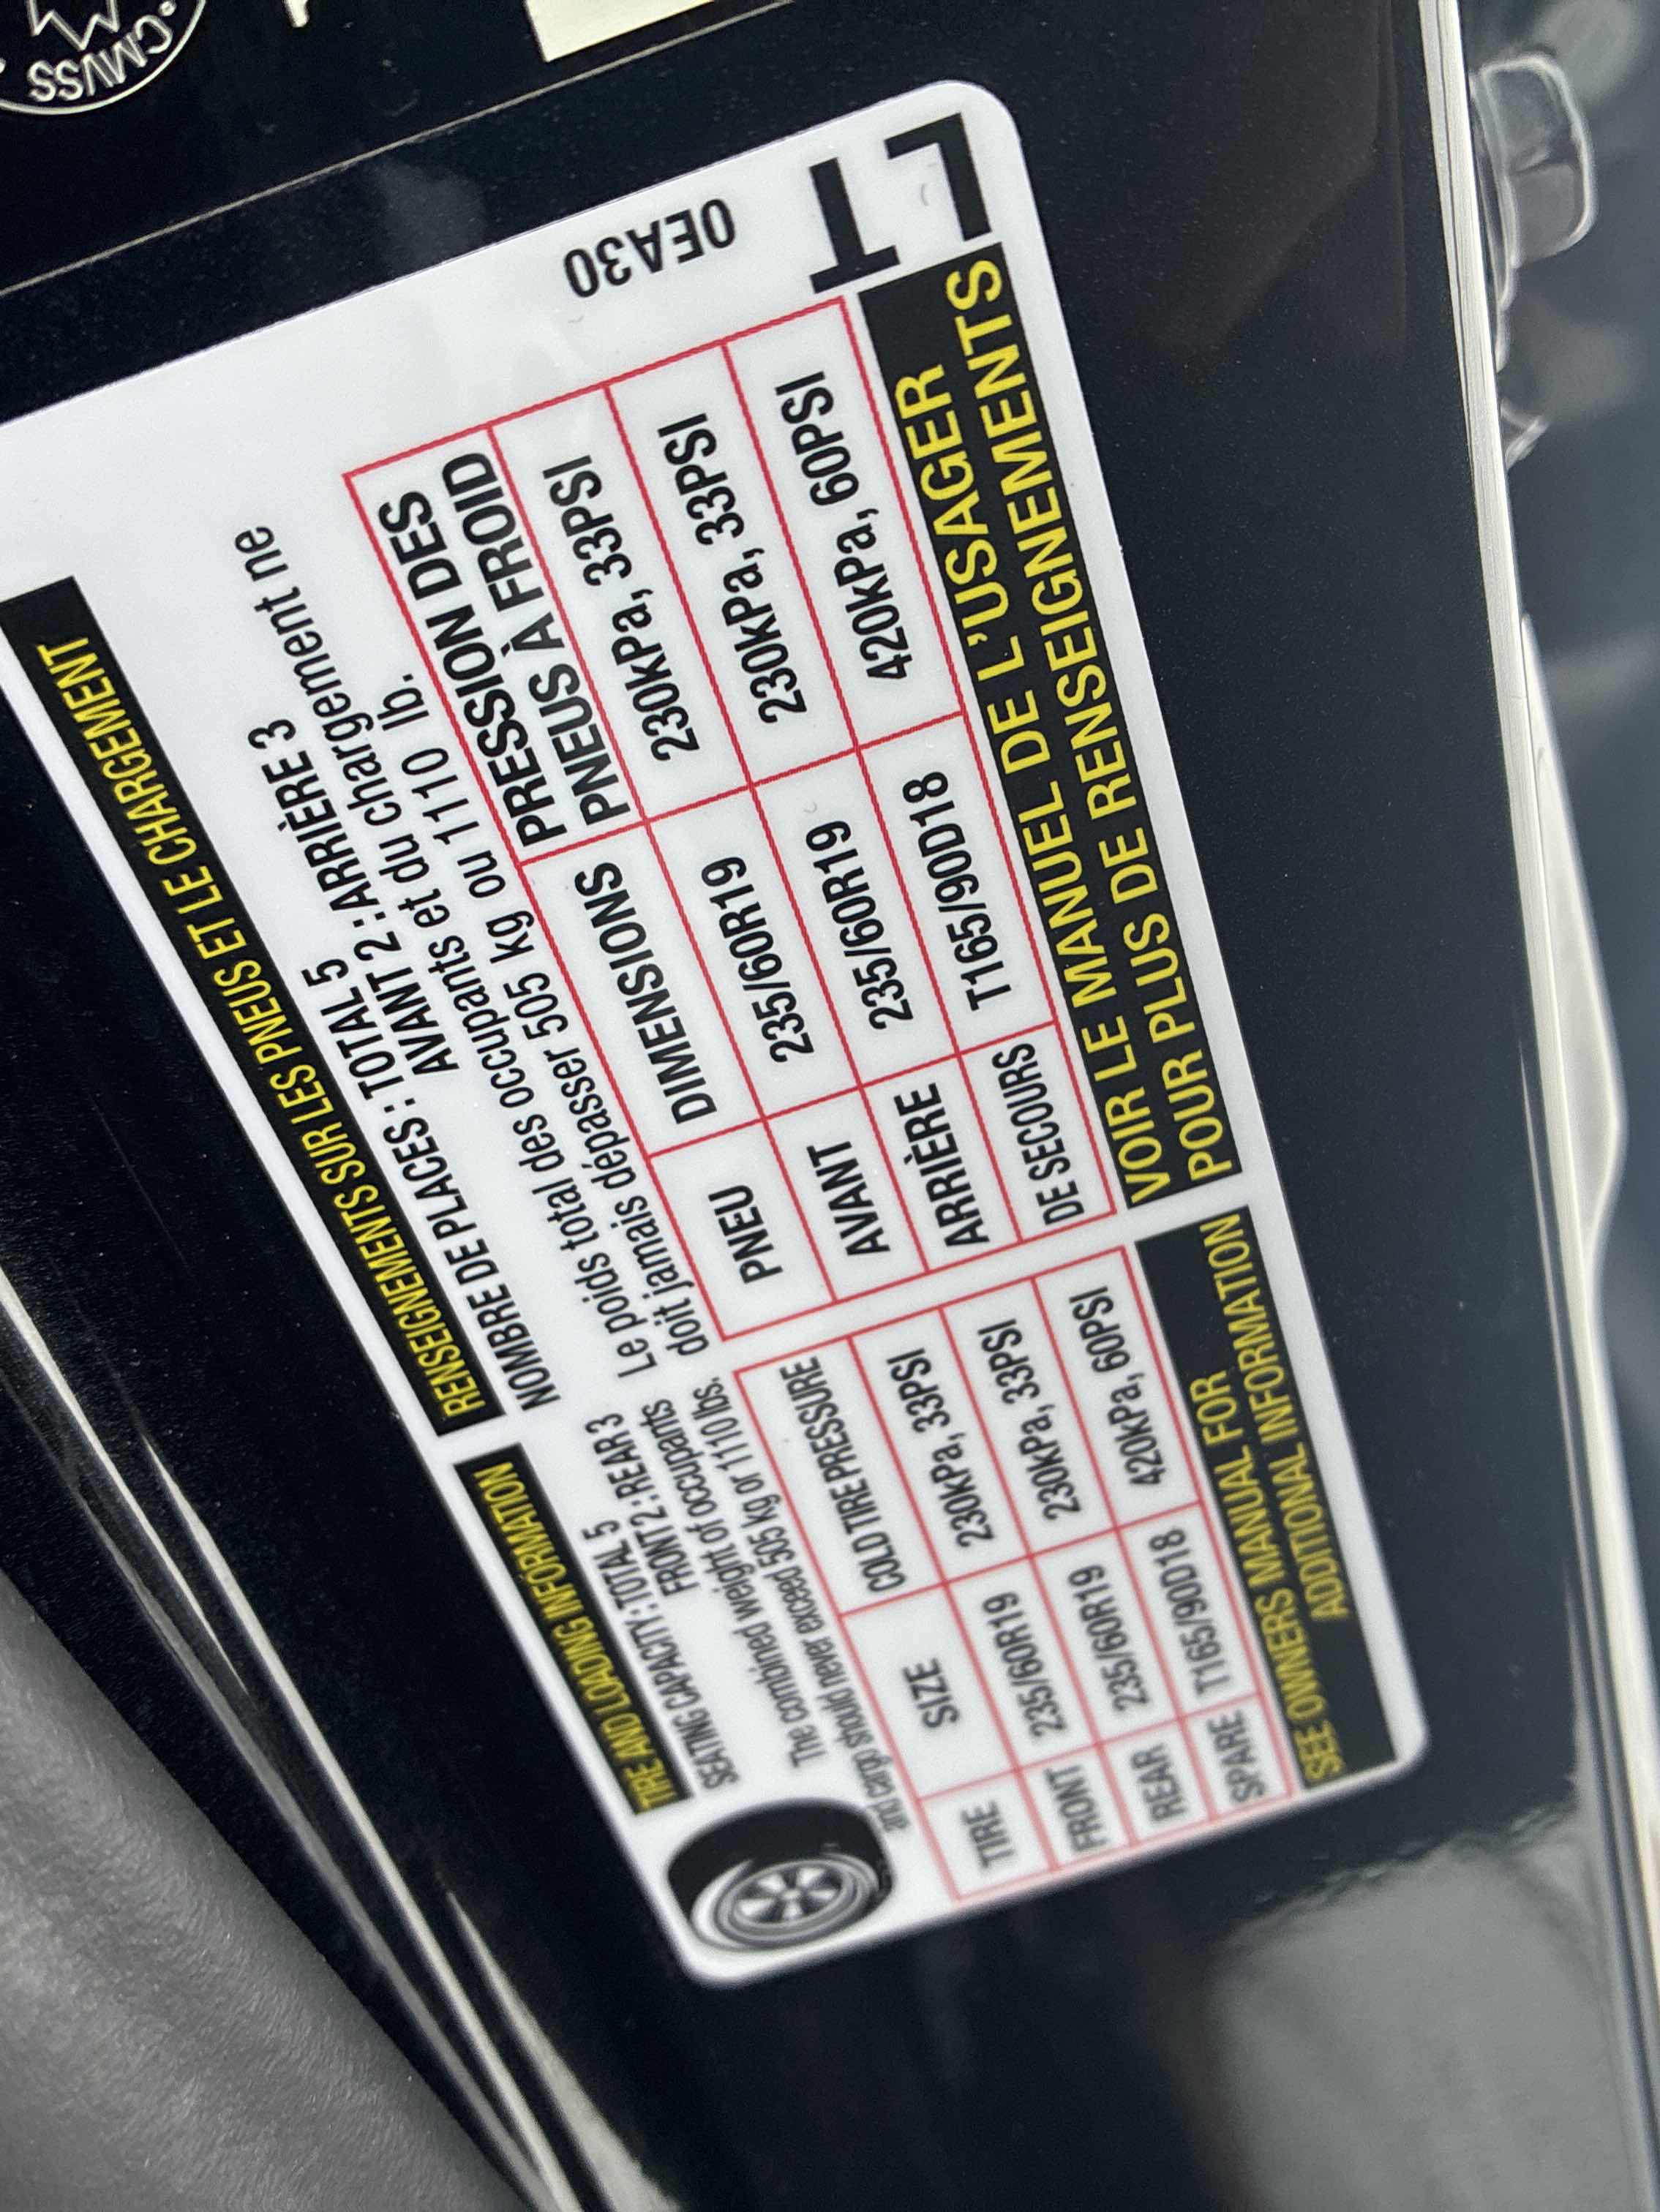 TIRE AND LOADING INFORMATION
SEATING CAPACITY: TOTAL 5
FRONT 2: REAR 3
The combined weight of occupants
and cargo should never exceed 505 kg or 1110 lbs.
TIRE SIZE COLD TIRE PRESSURE
FRONT 235/60R19 230kPa, 33PSI
REAR 235/60R19 230kPa, 33PSI
SPARE T165/90D18 420kPa, 60PSI
SEE OWNERS MANUAL FOR
ADDITIONAL INFORMATION
RENSEIGNEMENTS SUR LES PNEUS ET LE CHARGEMENT
NOMBRE DE PLACES: TOTAL 5
AVANT 2: ARRIÈRE 3
Le poids total des occupants et du chargement ne
doit jamais dépasser 505 kg ou 1110 lb.
PNEU DIMENSIONS PRESSION DES
PNEUS À FROID
AVANT 235/60R19 230kPa, 33PSI
ARRIÈRE 235/60R19 230kPa, 33PSI
DE SECOURS T165/90D18 420kPa, 60PSI
VOIR LE MANUEL DE L'USAGER
POUR PLUS DE RENSEIGNEMENTS
0EA30
LT
CMVSS